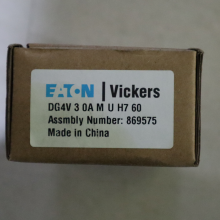 EATON | Vickers
DG4V 3 0A M U H7 60
Assmbly Number: 869575
Made in China